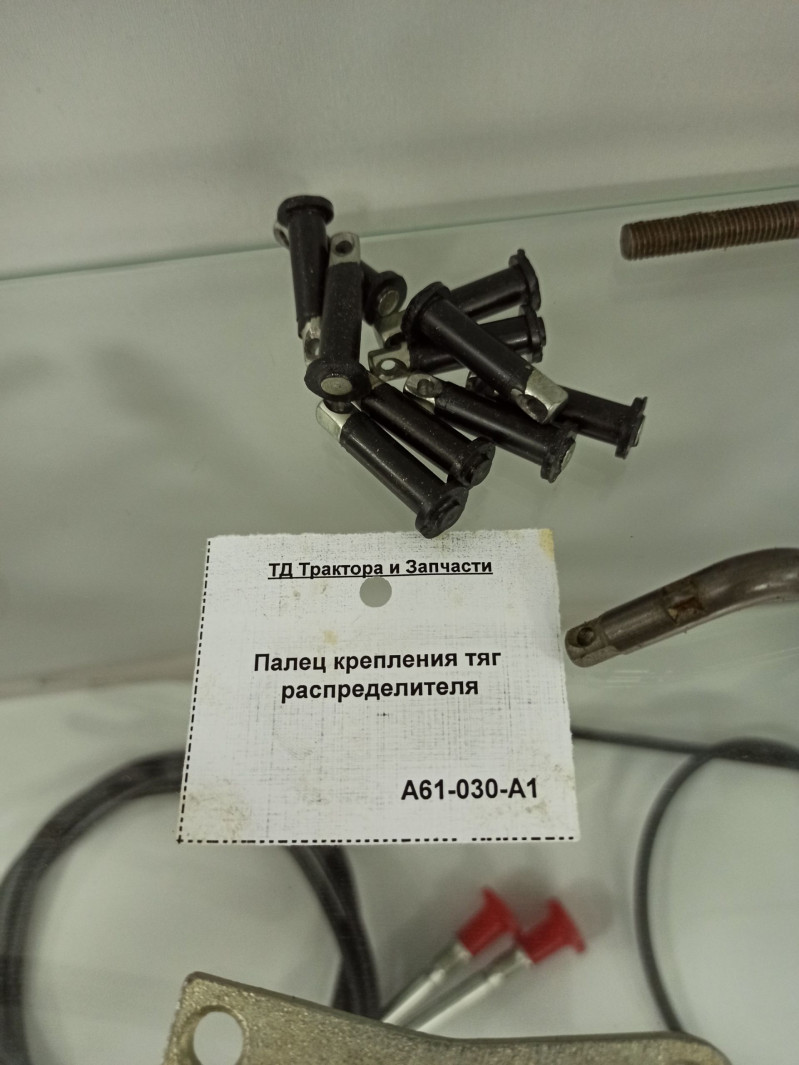 ТД Трактора и Запчасти
Палец крепления тяг
распределителя
А61-030-А1